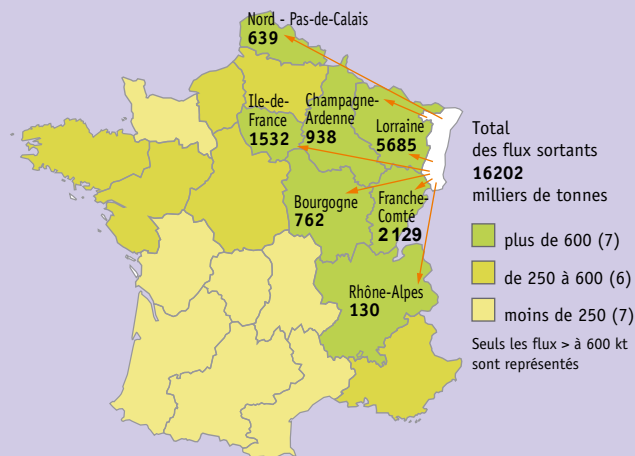 Nord - Pas-de-Calais
639
Ile-de-
France
1532
Champagne-
Ardenne
938
Lorraine
5685
Bourgogne
762
Franche-
Comté
2 129
Rhône-Alpes
130
Total
des flux sortants
16202
milliers de tonnes
plus de 600 (7)
de 250 à 600 (6)
moins de 250 (7)
Seuls les flux > à 600 kt
sont représentés